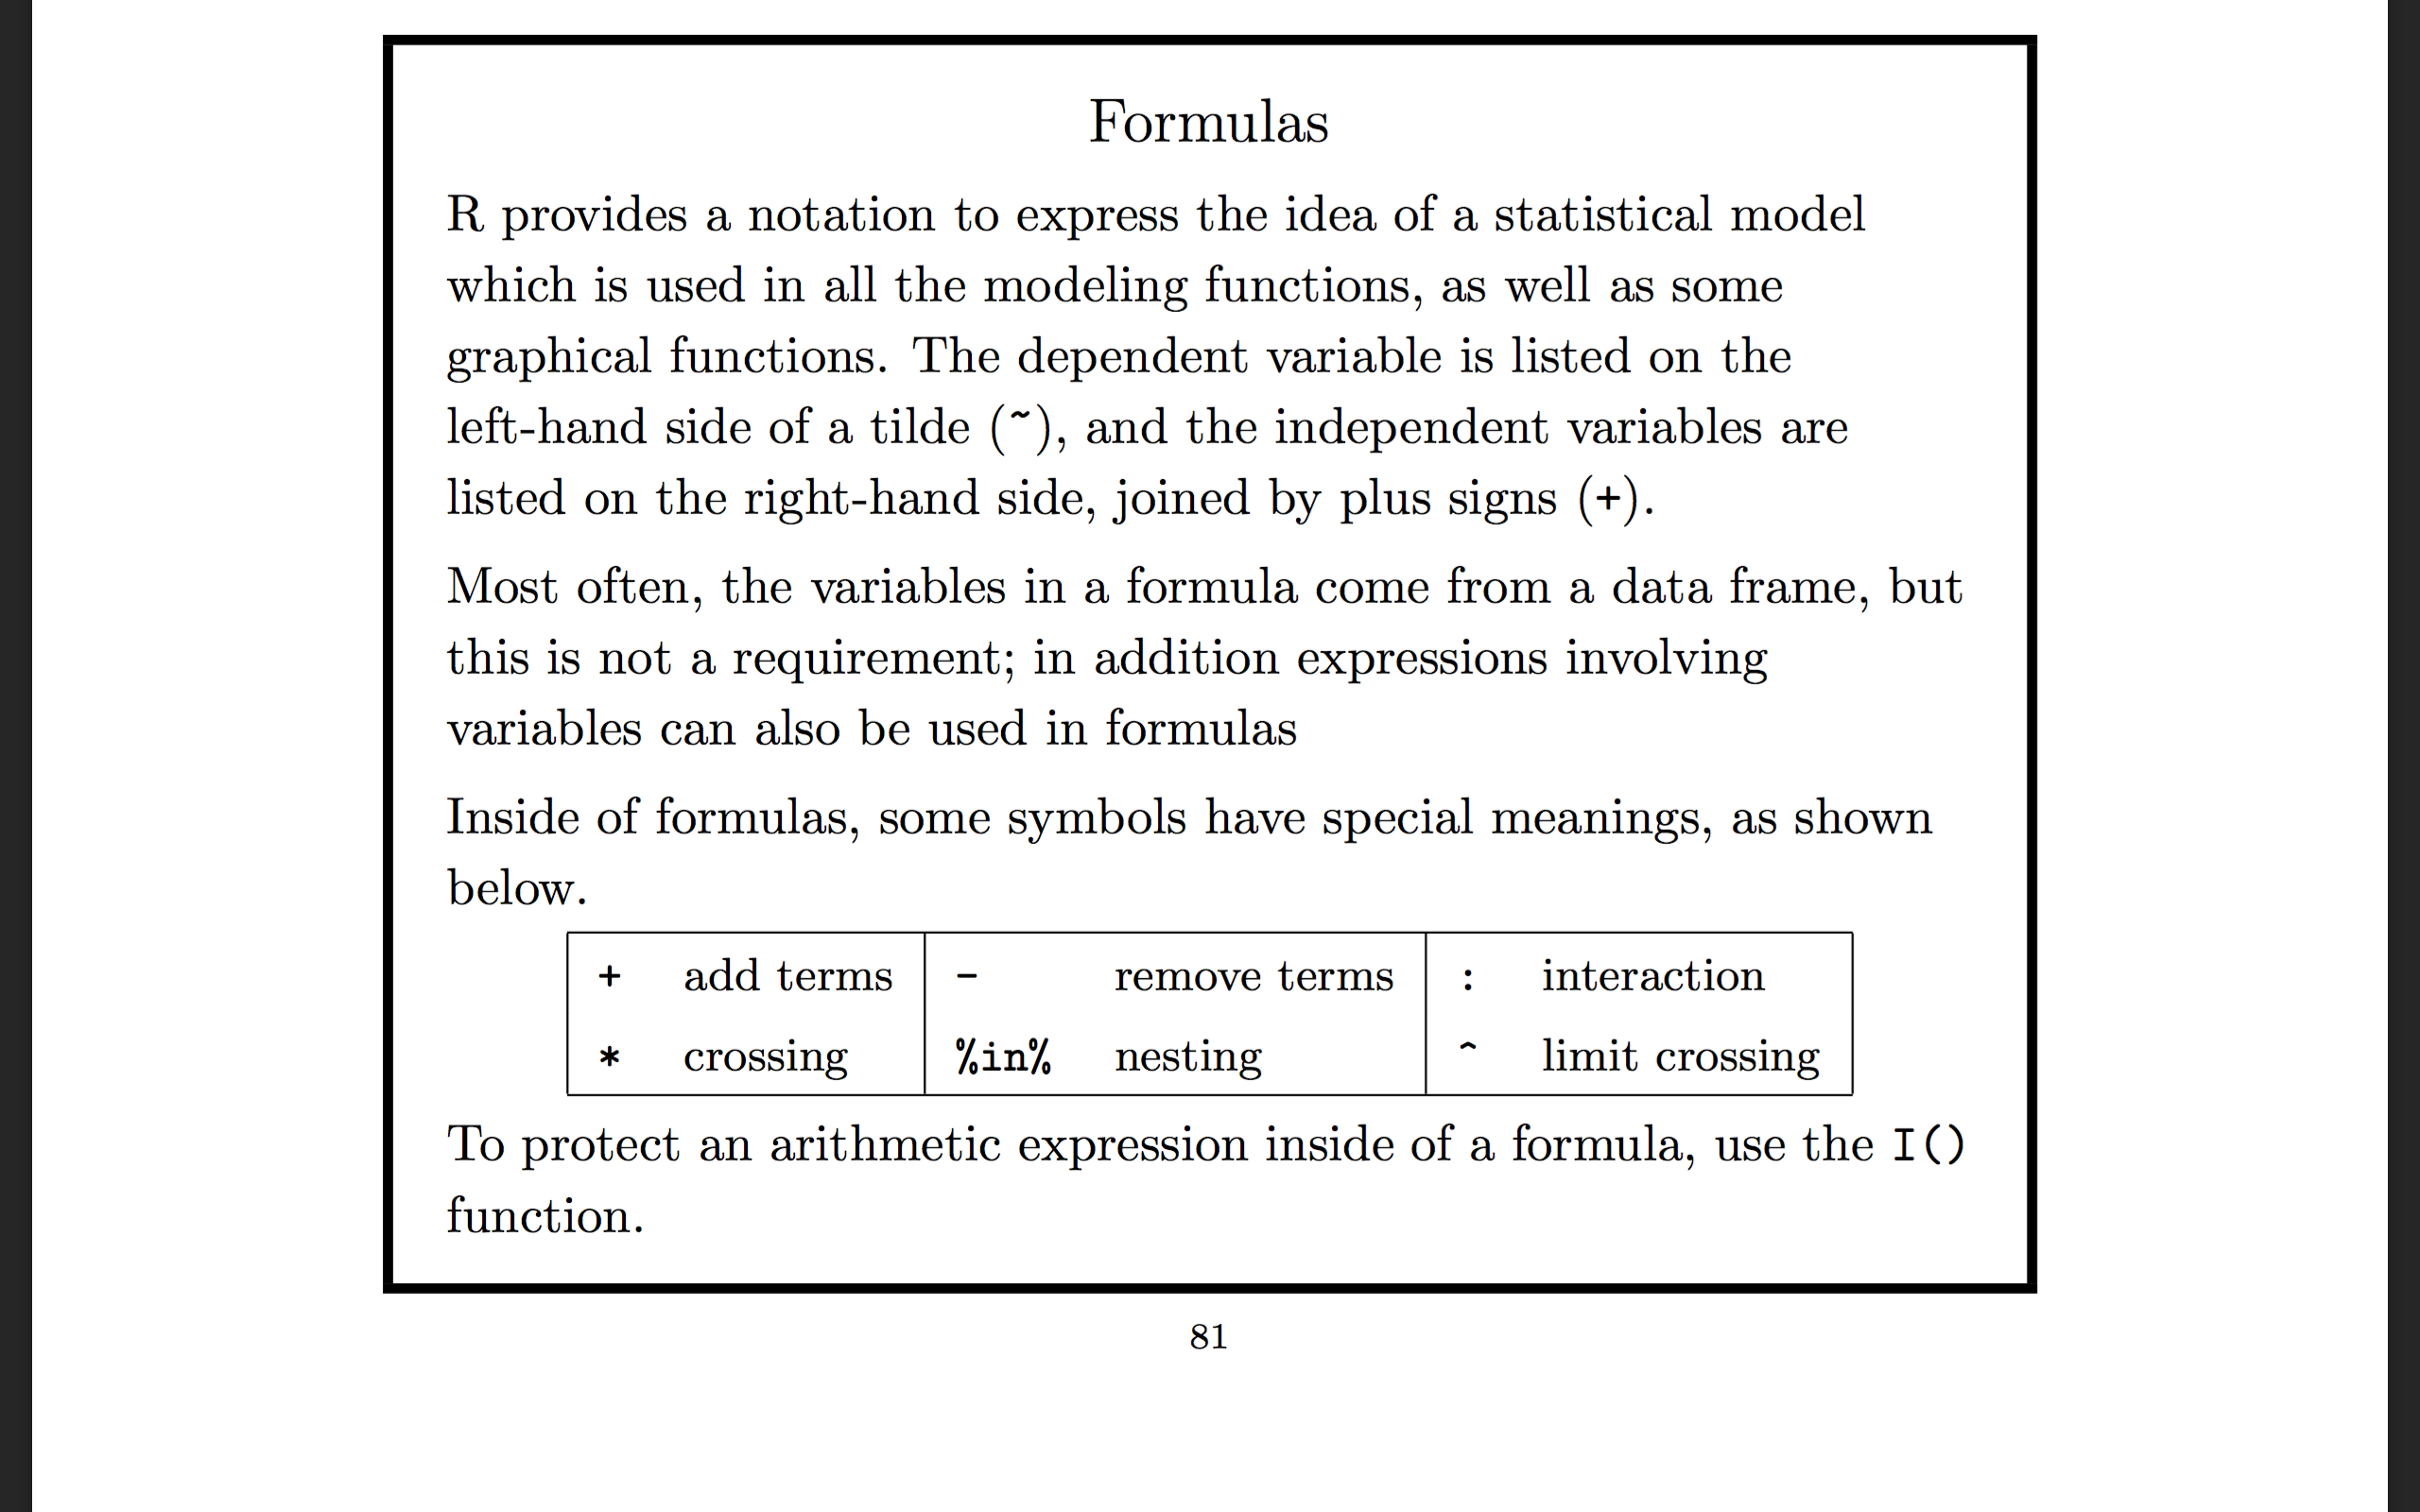 Formulas
R provides a notation to express the idea of a statistical model
which is used in all the modeling functions, as well as some
graphical functions. The dependent variable is listed on the
left-hand side of a tilde (~), and the independent variables are
listed on the right-hand side, joined by plus signs (+).
Most often, the variables in a formula come from a data frame, but
this is not a requirement; in addition expressions involving
variables can also be used in formulas
Inside of formulas, some symbols have special meanings, as shown
below.
+ add terms - remove terms : interaction
* crossing %in% nesting ^ limit crossing
To protect an arithmetic expression inside of a formula, use the I()
function.
81